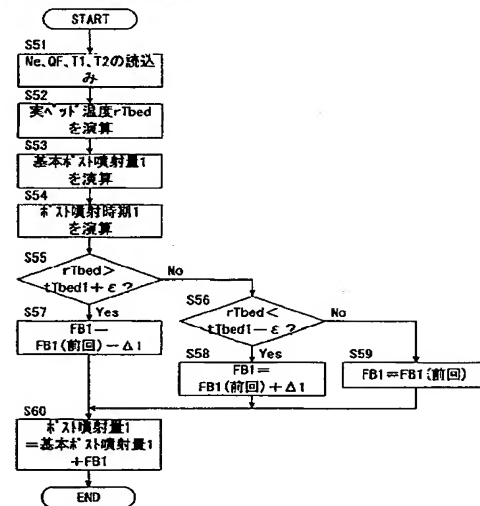 START
S51
Ne、QF、T1、T2の読込
み
S52
実ベッド温度rTbed
を演算
S53
基本ポスト噴射量1
を演算
S54
ポスト噴射時期1
を演算
S55
rTbed>
tTbed1+ε?
No
Yes
S56
rTbed<
tTbed1-ε?
No
Yes
S57
FB1-
FB1(前回)-Δ1
S58
FB1=
FB1(前回)+Δ1
S59
FB1=FB1(前回)
S60
ポスト噴射量1
=基本ポスト噴射量1
+FB1
END